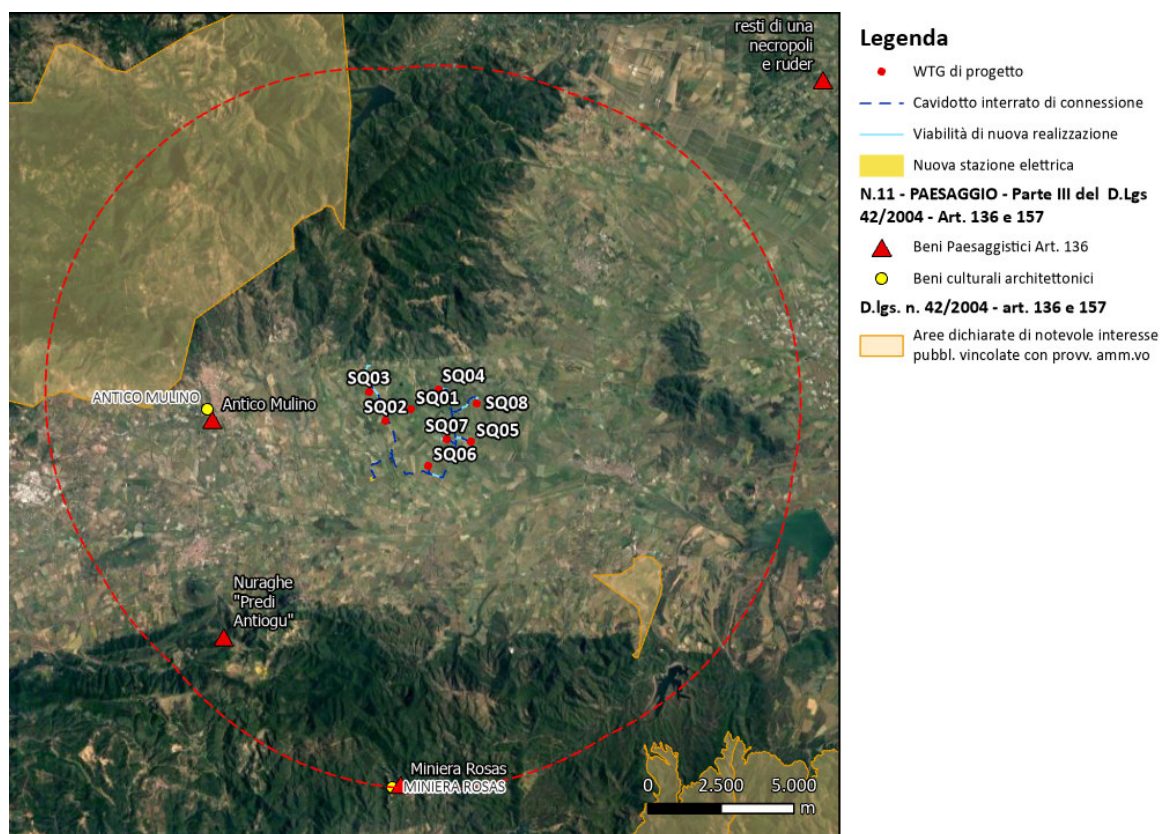 resti di una
necropoli
e ruder
SQ03
SQ04
SQ01
SQ08
SQ02
SQ07
SQ05
SQ06
ANTICO MULINO
Antico Mulino
Nuraghe
"Predi
Antiogu"
Miniera Rosas
MINIERA ROSAS
0 2.500 5.000
m
Legenda
WTG di progetto
Cavidotto interrato di connessione
Viabilità di nuova realizzazione
Nuova stazione elettrica
N.11 - PAESAGGIO - Parte III del D.Lgs
42/2004 - Art. 136 e 157
Beni Paesaggistici Art. 136
Beni culturali architettonici
D.lgs. n. 42/2004 - art. 136 e 157
Aree dichiarate di notevole interesse
pubbl. vincolate con provv. amm.vo